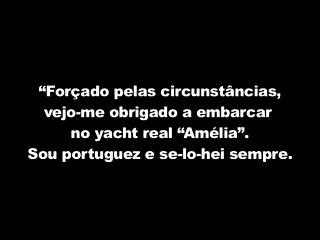 “Forçado pelas circunstâncias,
vejo-me obrigado a embarcar
no yacht real “Amélia”.
Sou portuguez e se-lo-hei sempre.